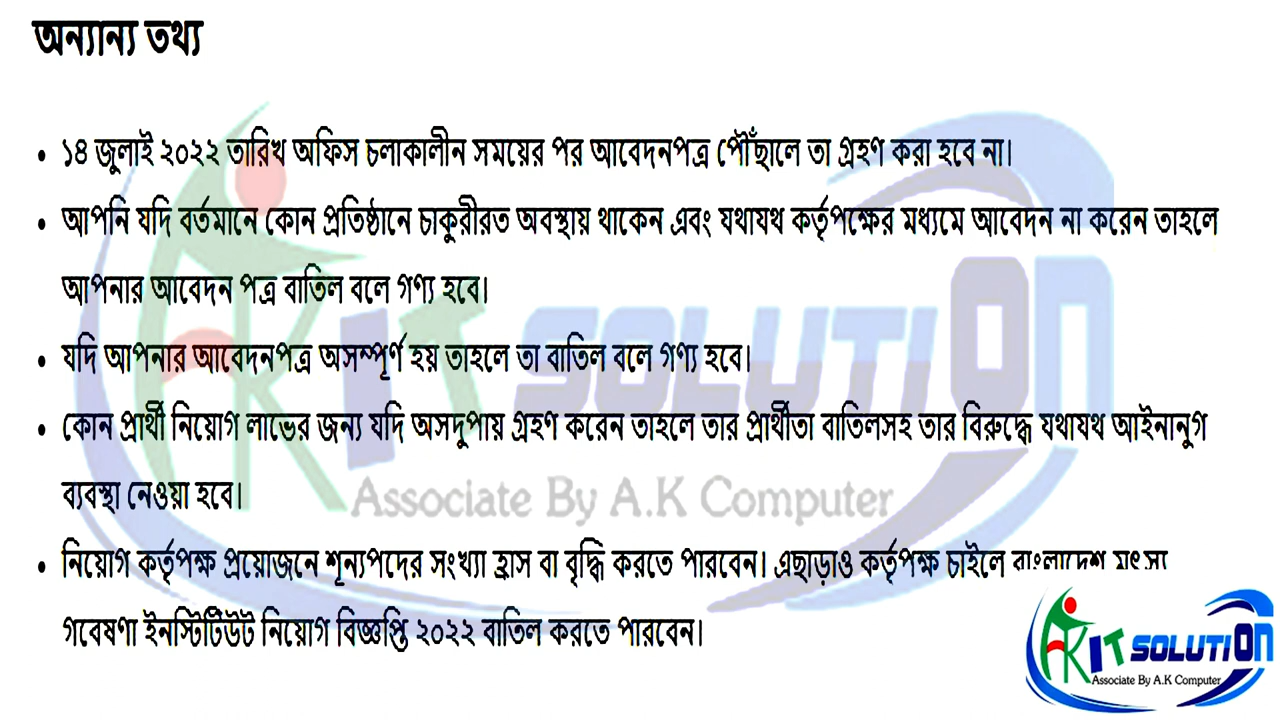 অন্যান্য তথ্য
• ১৪ জুলাই ২০২২ তারিখ অফিস চলাকালীন সময়ের পর আবেদনপত্র পৌঁছালে তা গ্রহণ করা হবে না।
• আপনি যদি বর্তমানে কোন প্রতিষ্ঠানে চাকুরীরত অবস্থায় থাকেন এবং যথাযথ কর্তৃপক্ষের মধ্যমে আবেদন না করেন তাহলে
আপনার আবেদন পত্র বাতিল বলে গণ্য হবে।
• যদি আপনার আবেদনপত্র অসম্পূর্ণ হয় তাহলে তা বাতিল বলে গণ্য হবে।
• কোন প্রার্থী নিয়োগ লাভের জন্য যদি অসদুপায় গ্রহণ করেন তাহলে তার প্রার্থীতা বাতিলসহ তার বিরুদ্ধে যথাযথ আইনানুগ
ব্যবস্থা নেওয়া হবে।
• নিয়োগ কর্তৃপক্ষ প্রয়োজনে শূন্যপদের সংখ্যা হ্রাস বা বৃদ্ধি করতে পারবেন। এছাড়াও কর্তৃপক্ষ চাইলে বাংলাদেশ মৎস্য
গবেষণা ইনস্টিটিউট নিয়োগ বিজ্ঞপ্তি ২০২২ বাতিল করতে পারবেন।
AK IT SOLUTION
Associate By A.K Computer
AK IT SOLUTION
Associate By A.K Computer